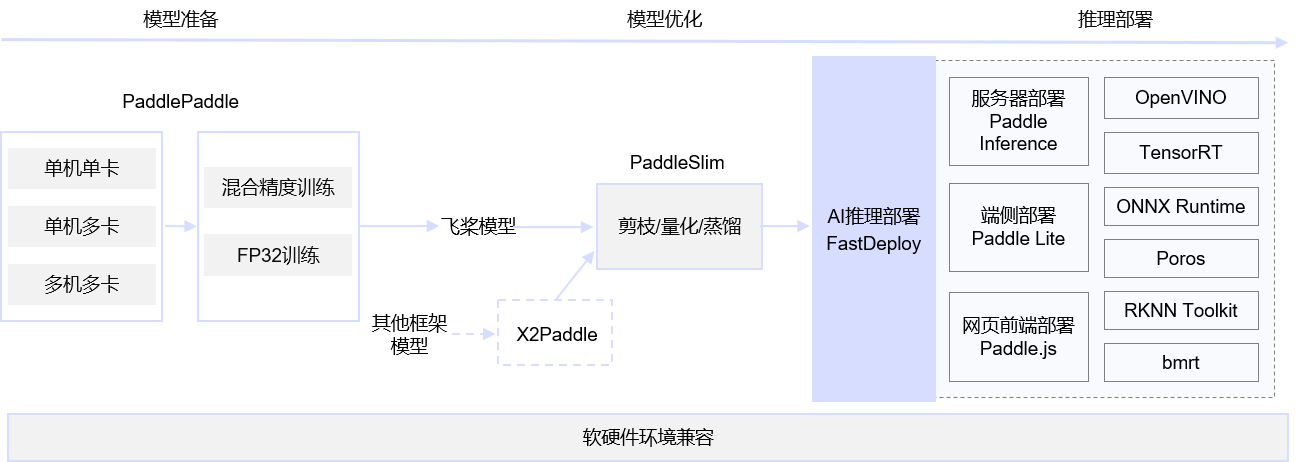 模型准备
模型优化
推理部署
PaddlePaddle
单机单卡
单机多卡
多机多卡
混合精度训练
FP32训练
飞桨模型
其他框架
模型
X2Paddle
PaddleSlim
剪枝/量化/蒸馏
AI推理部署
FastDeploy
服务器部署
Paddle
Inference
端侧部署
Paddle Lite
网页前端部署
Paddle.js
OpenVINO
TensorRT
ONNX Runtime
Poros
RKNN Toolkit
bmrt
软硬件环境兼容